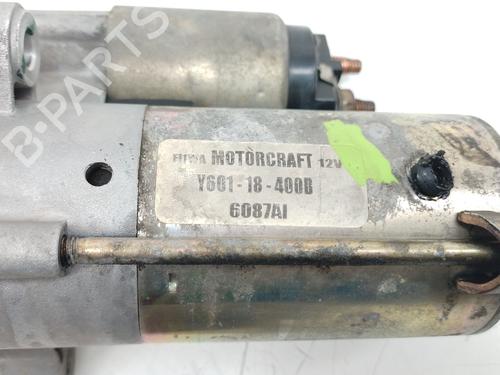 B-PARTS
MOTORCRAFT 12V
Y601-18-400B
6087AI